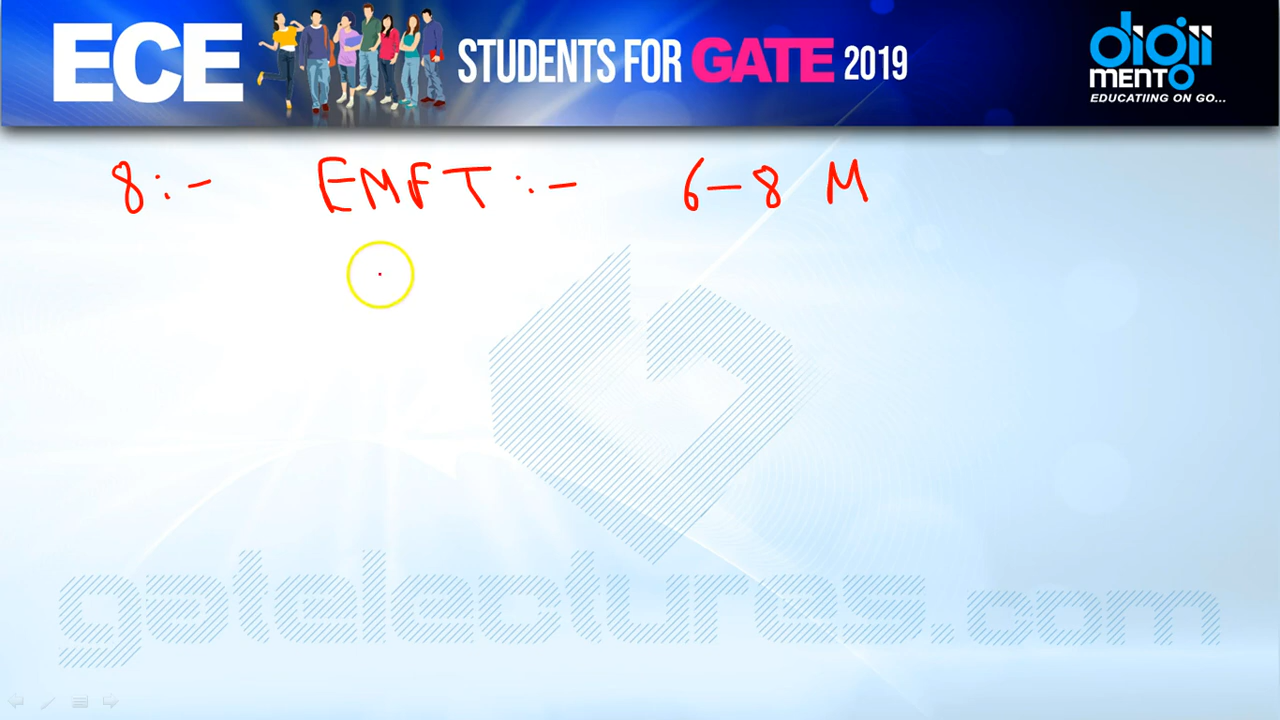 ECE STUDENTS FOR GATE 2019
digii
MENTO
EDUCATIING ON GO...
8:- EMFT:- 6-8 M
gatelectures.com